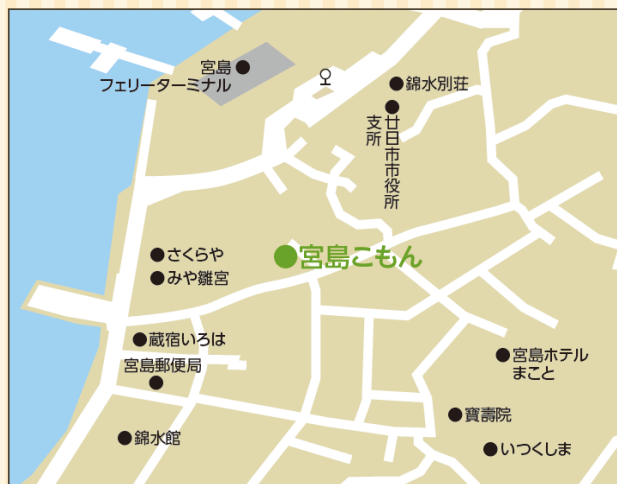 宮島
フェリーターミナル
錦水別荘
廿日市市役所
支所
さくらや
みや離宮
宮島こもん
蔵宿いろは
宮島郵便局
錦水館
宮島ホテル
まこと
寶壽院
いつくしま